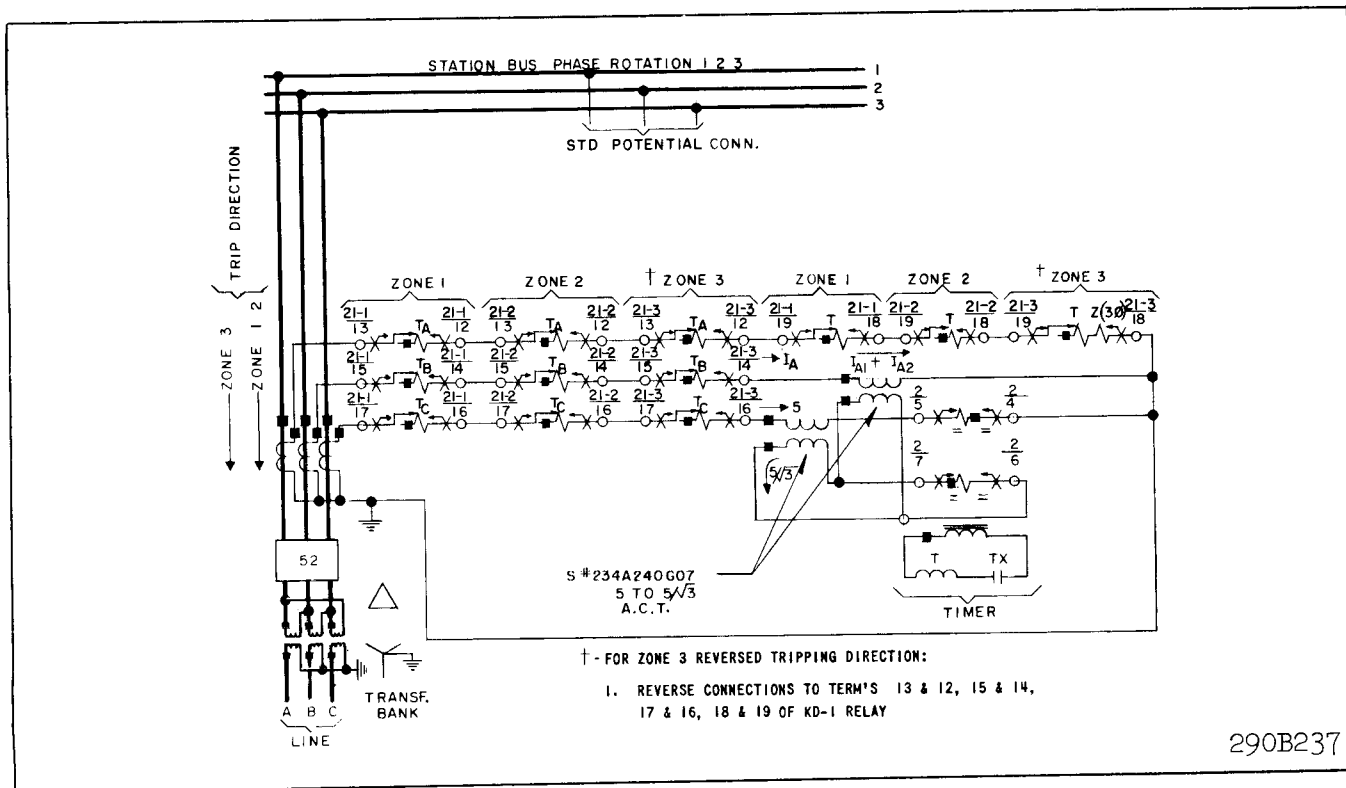 STATION BUS PHASE ROTATION 1 2 3
1
2
3
STD POTENTIAL CONN.
TRIP DIRECTION
ZONE 3
ZONE 1 2
ZONE 1 ZONE 2 † ZONE 3 ZONE 1 ZONE 2 † ZONE 3
21-1 21-1 21-2 21-2 21-3 21-3 21-1 21-1 21-2 21-2 21-3 21-3
13 TA 12 13 TA 12 13 TA 12 19 T 18 19 T 18 19 T Z(3Ø) 18
21-1 21-1 21-2 21-2 21-3 21-3 IA IA1 + IA2
15 TB 14 15 TB 14 15 TB 14
21-1 21-1 21-2 21-2 21-3 21-3 5 2 2
17 TC 16 17 TC 16 17 TC 16 5 4
2 2
7 6
5/√3
52
S#234A240G07
5 TO 5/√3
A.C.T.
T TX
TIMER
TRANSF.
BANK
A B C
LINE
† - FOR ZONE 3 REVERSED TRIPPING DIRECTION:
1. REVERSE CONNECTIONS TO TERM'S 13 & 12, 15 & 14,
17 & 16, 18 & 19 OF KD-1 RELAY
290B237